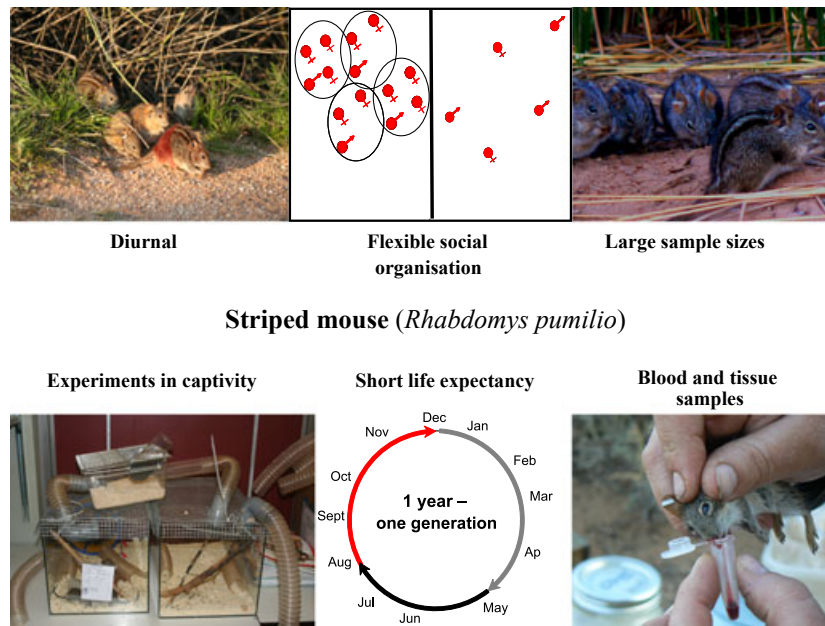 Diurnal
Flexible social
organisation
Large sample sizes
Striped mouse (Rhabdomys pumilio)
Experiments in captivity
Short life expectancy
Blood and tissue
samples
Dec
Jan
Nov
Feb
Oct
Mar
1 year –
one generation
Sept
Ap
Aug
May
Jul
Jun